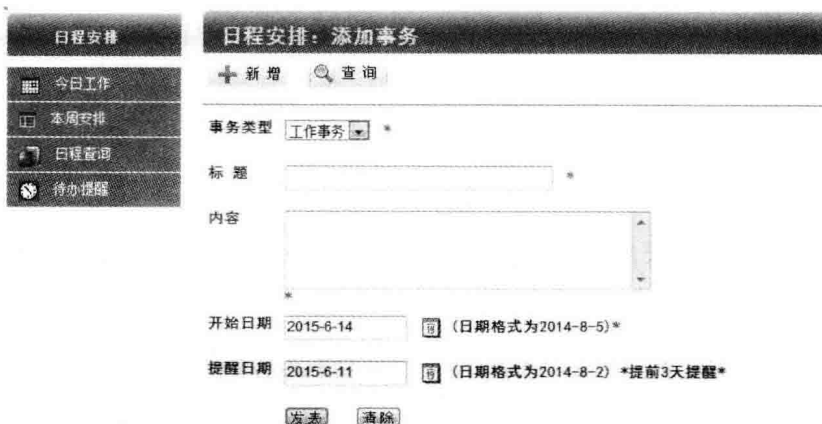 日程安排
今日工作
本周安排
日程查询
待办提醒
日程安排：添加事务
新增 查询
事务类型 工作事务 *
标 题 *
内容
*
开始日期 2015-6-14 (日期格式为2014-8-5)*
提醒日期 2015-6-11 (日期格式为2014-8-2) *提前3天提醒*
发表 清除